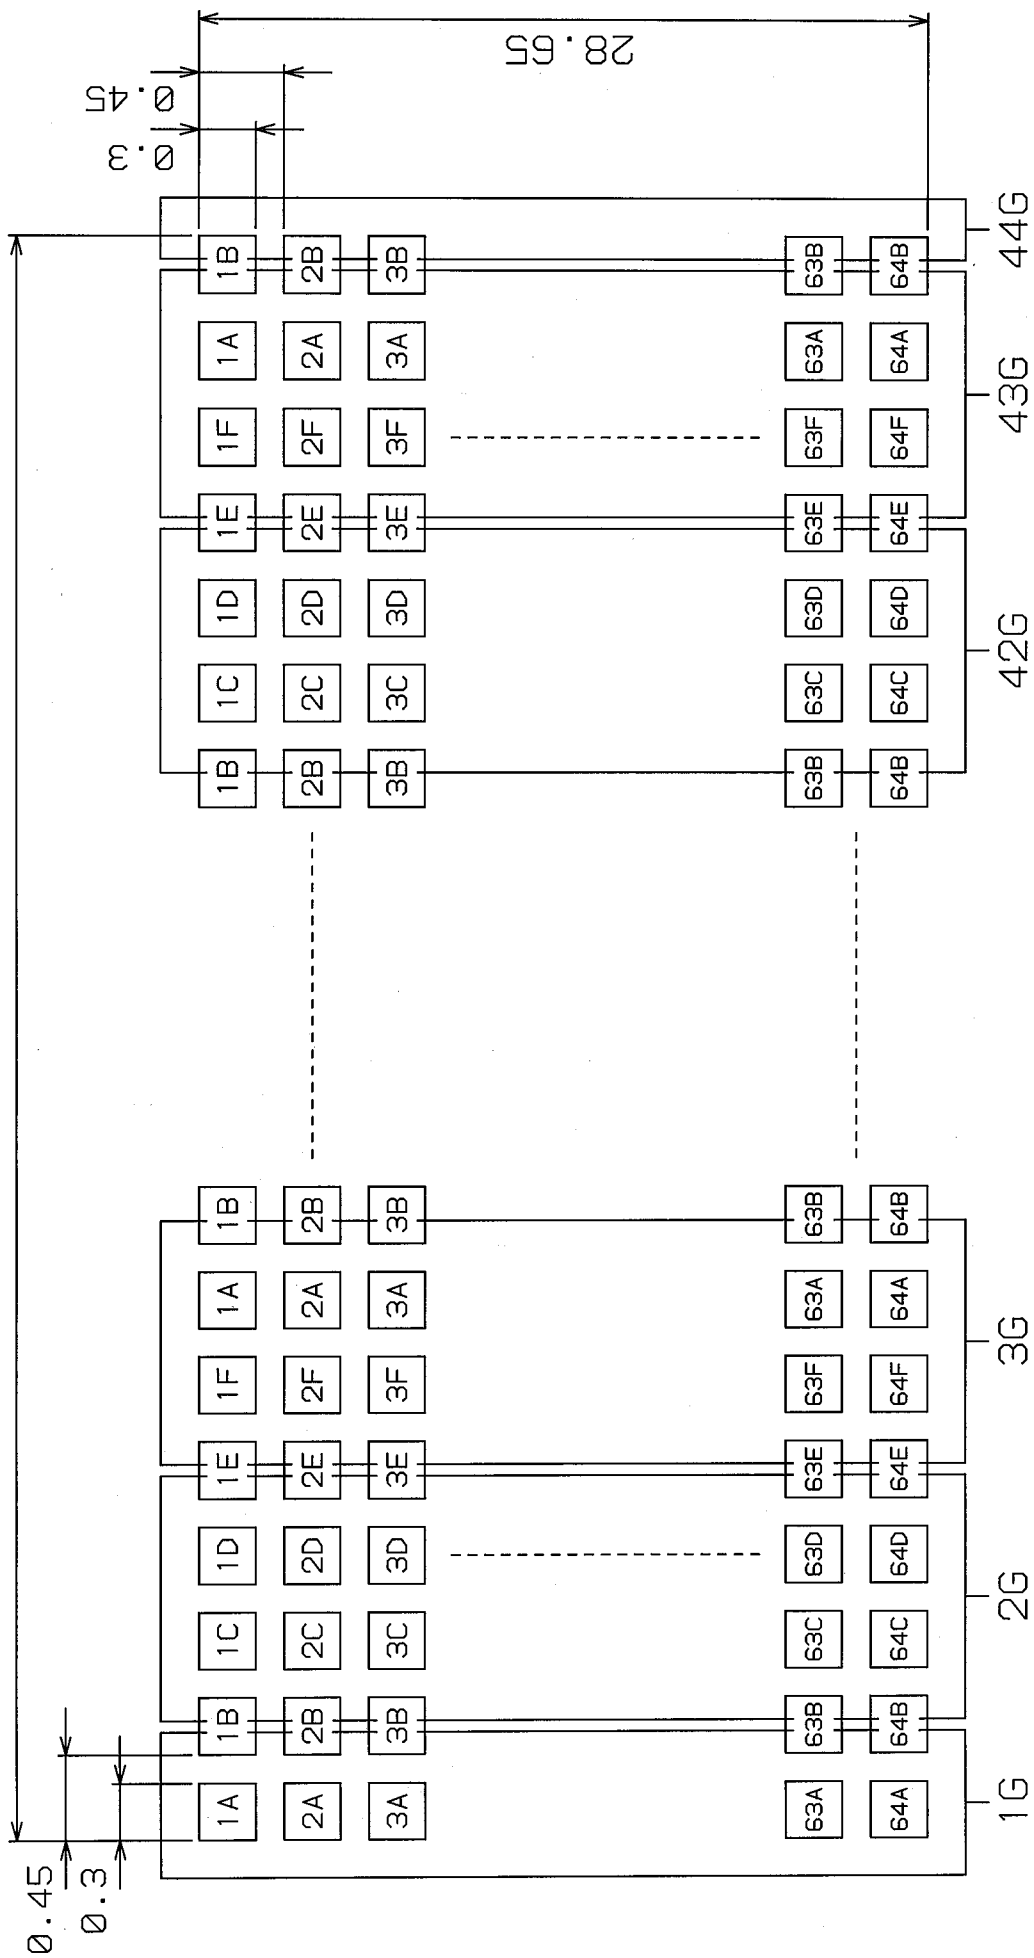 0.45
0.3
0.3
0.45
28.65
1A 1B 1C 1D 1E 1F 1A 1B 1B 1C 1D 1E 1F 1A 1B
2A 2B 2C 2D 2E 2F 2A 2B 2B 2C 2D 2E 2F 2A 2B
3A 3B 3C 3D 3E 3F 3A 3B 3B 3C 3D 3E 3F 3A 3B
63A 63B 63C 63D 63E 63F 63A 63B 63B 63C 63D 63E 63F 63A 63B
64A 64B 64C 64D 64E 64F 64A 64B 64B 64C 64D 64E 64F 64A 64B
1G 2G 3G 42G 43G 44G